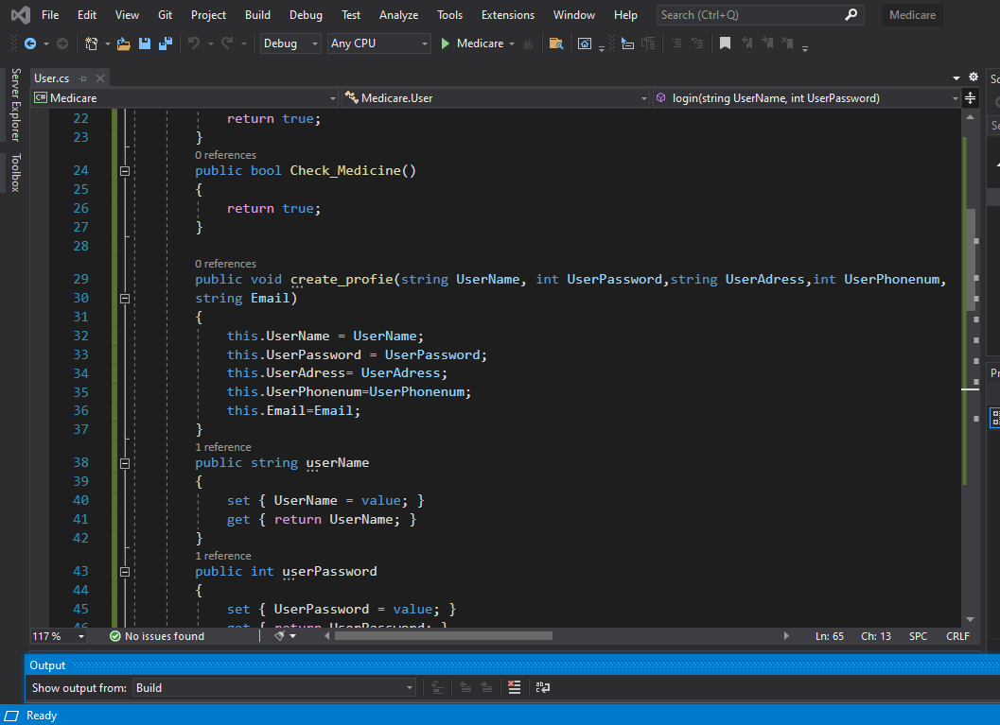 File Edit View Git Project Build Debug Test Analyze Tools Extensions Window Help Search (Ctrl+Q) Medicare
Debug Any CPU Medicare
Server Explorer
Toolbox
User.cs
C# Medicare Medicare.User login(string UserName, int UserPassword)
22 return true;
23 }
0 references
24 public bool Check_Medicine()
25 {
26 return true;
27 }
28
0 references
29 public void create_profie(string UserName, int UserPassword,string UserAdress,int UserPhonenum,
30 string Email)
31 {
32 this.UserName = UserName;
33 this.UserPassword = UserPassword;
34 this.UserAdress= UserAdress;
35 this.UserPhonenum=UserPhonenum;
36 this.Email=Email;
37 }
1 reference
38 public string userName
39 {
40 set { UserName = value; }
41 get { return UserName; }
42 }
1 reference
43 public int userPassword
44 {
45 set { UserPassword = value; }
46 get { return UserPassword; }
117 % No issues found Ln: 65 Ch: 13 SPC CRLF
Output
Show output from: Build
Ready